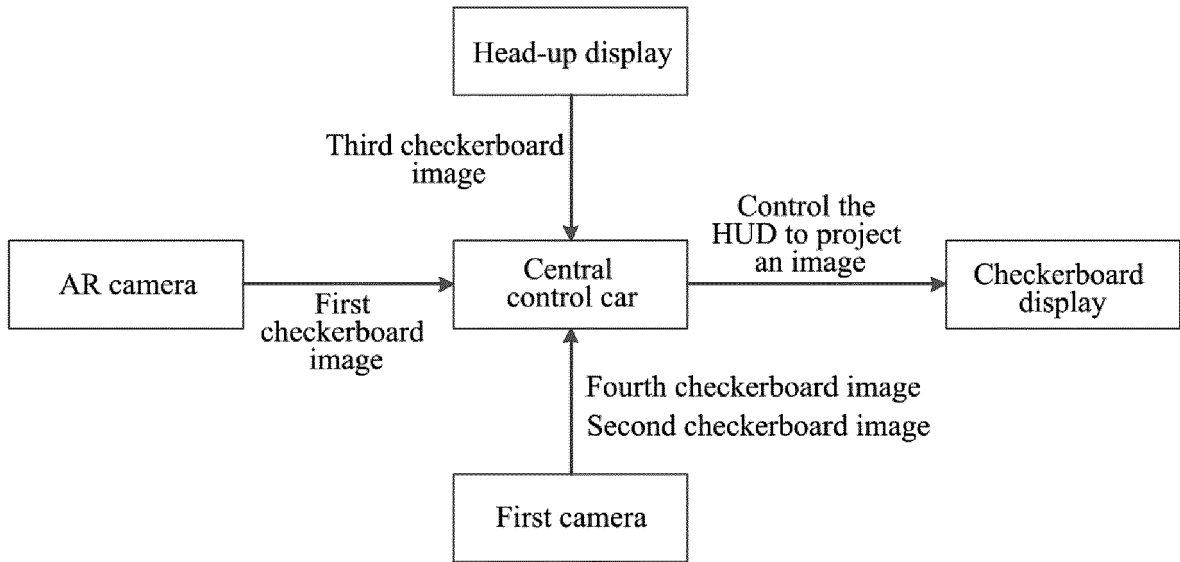 Head-up display
Third checkerboard
image
Control the
HUD to project
an image
AR camera
Central
control car
Checkerboard
display
First
checkerboard
image
Fourth checkerboard image
Second checkerboard image
First camera